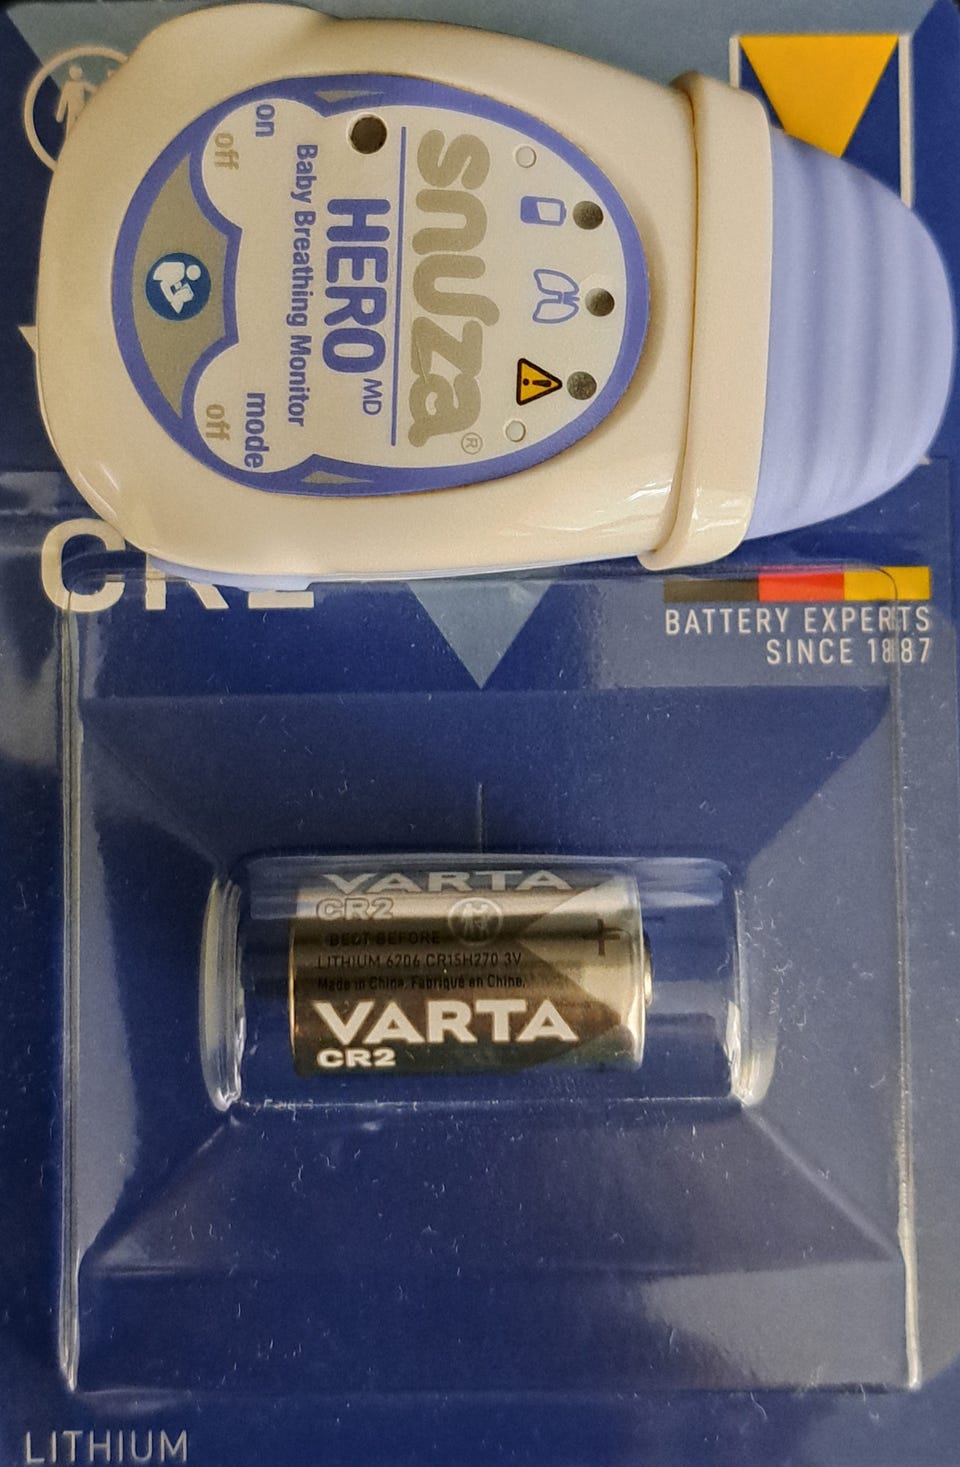 snuza®
HERO MD
Baby Breathing Monitor
on
off
mode
off
CR2
BATTERY EXPERTS
SINCE 1887
VARTA
CR2
BEST BEFORE
LITHIUM 6206 CR15H270 3V
Made in China, Fabriqué en Chine,
VARTA
CR2
+
LITHIUM